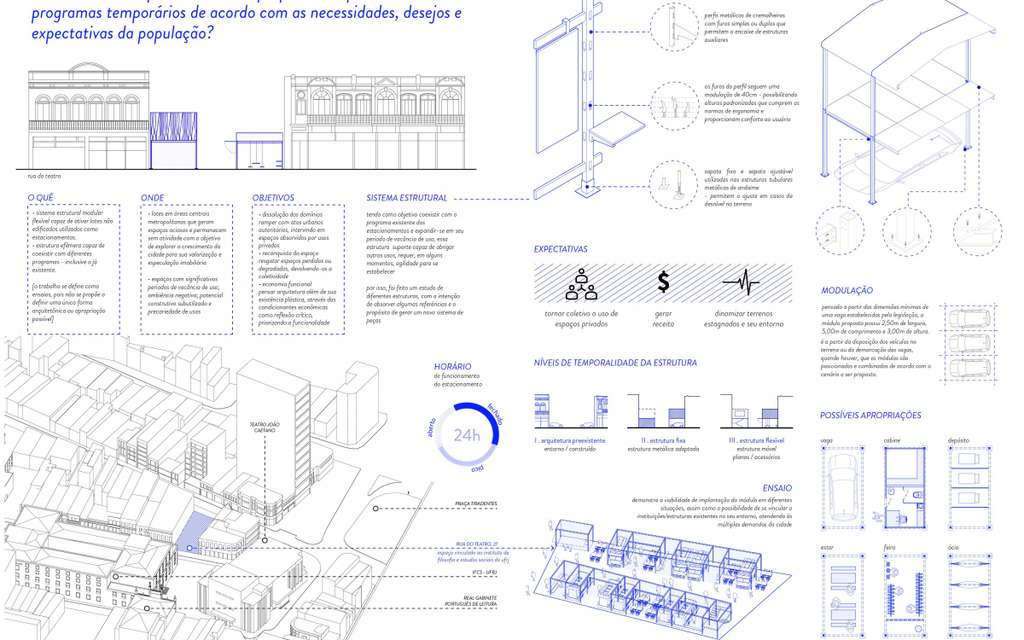 programas temporários de acordo com as necessidades, desejos e
expectativas da população?
rua do teatro
O QUÊ
- sistema estrutural modular
flexível capaz de ativar lotes não
edificados utilizados como
estacionamentos.
- estrutura efêmera capaz de
coexistir com diferentes
programas - inclusive o já
existente.
[o trabalho se define como
ensaios, pois não se propõe a
definir uma única forma
arquitetônica ou apropriação
possível]
ONDE
- lotes em áreas centrais
metropolitanas que geram
espaços ociosos e permanecem
sem atividade com o objetivo
de explorar o crescimento da
cidade para sua valorização e
especulação imobiliária
- espaços com significativos
períodos de vacância de uso,
ambiência negativa, potencial
construtivo subutilizado e
precariedade de usos
OBJETIVOS
- dissolução dos domínios
romper com atos urbanos
autoritários, intervindo em
espaços absorvidos por usos
privados
- reconquista do espaço
resgatar espaços perdidos ou
degradados, devolvendo-os a
coletividade
- economia funcional
pensar arquitetura além de sua
existência plástica, através das
condicionantes econômicas
como reflexão crítica,
priorizando a funcionalidade
SISTEMA ESTRUTURAL
tendo como objetivo coexistir com o
programa existente dos
estacionamentos e expandir-se em seu
período de vacância de uso, essa
estrutura suporte capaz de abrigar
outros usos, requer, em alguns
momentos, agilidade para se
estabelecer
por isso, foi feito um estudo de
diferentes estruturas, com a intenção
de observar algumas referências e o
propósito de gerar um novo sistema de
peças
perfis metálicos de cremalheiras
com furos simples ou duplos que
permitem o encaixe de estruturas
auxiliares
os furos do perfil seguem uma
modulação de 40cm - possibilitando
alturas padronizadas que cumprem as
normas de ergonomia e
proporcionam conforto ao usuário
sapata fixa e sapata ajustável
utilizadas nas estruturas tubulares
metálicas de andaime
- permitem o ajuste em casos de
desnível no terreno
EXPECTATIVAS
$
tornar coletivo o uso de
espaços privados
gerar
receita
dinamizar terrenos
estagnados e seu entorno
NÍVEIS DE TEMPORALIDADE DA ESTRUTURA
I . arquitetura preexistente
entorno / construído
II . estrutura fixa
estrutura metálica adaptada
III . estrutura flexível
estrutura móvel
planos / acessórios
ENSAIO
demonstra a viabilidade de implantação do módulo em diferentes
situações, assim como a possibilidade de se vincular a
instituições/estruturas existentes no seu entorno, atendendo às
múltiplas demandas da cidade
HORÁRIO
de funcionamento
do estacionamento
aberto
fechado
24h
pico
TEATRO JOÃO
CAETANO
PRAÇA TIRADENTES
RUA DO TEATRO, 27
espaço vinculado ao instituto de
filosofia e estudos sociais da ufrj
IFCS - UFRJ
REAL GABINETE
PORTUGUÊS DE LEITURA
MODULAÇÃO
pensado a partir das dimensões mínimas de
uma vaga estabelecidas pela legislação, o
módulo proposto possui 2,50m de largura,
5,00m de comprimento e 3,00m de altura.
é a partir da disposição dos veículos no
terreno ou da demarcação das vagas,
quando houver, que os módulos são
posicionados e combinados de acordo com o
cenário a ser proposto.
POSSÍVEIS APROPRIAÇÕES
vaga
cabine
depósito
estar
feira
ócio